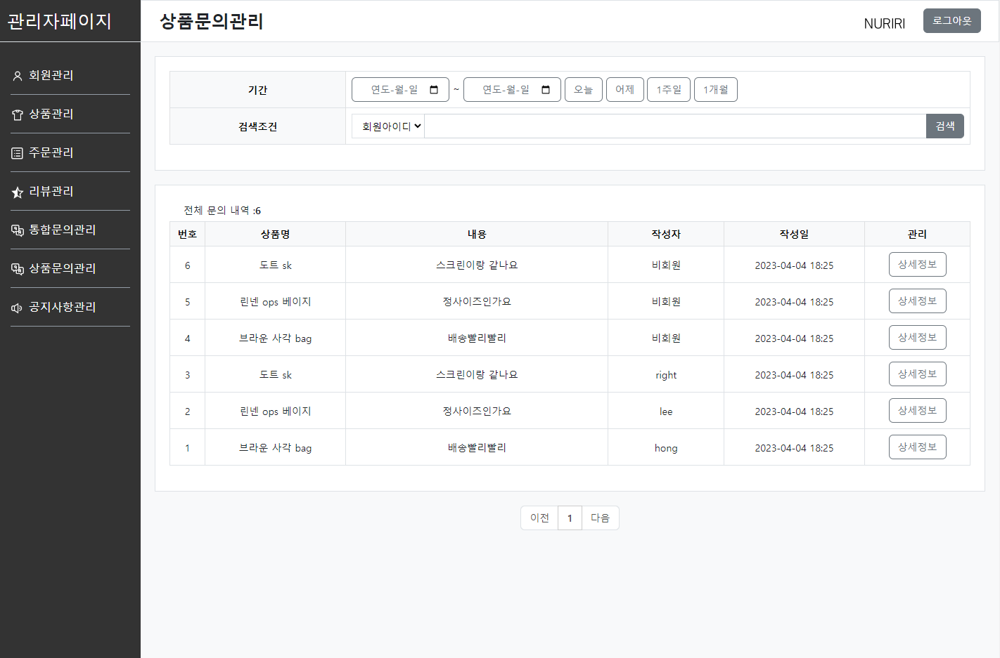 관리자페이지
상품문의관리
NURIRI
로그아웃
회원관리
상품관리
주문관리
리뷰관리
통합문의관리
상품문의관리
공지사항관리
기간 연도-월-일 ~ 연도-월-일 오늘 어제 1주일 1개월
검색조건 회원아이디 검색
전체 문의 내역 :6
번호 상품명 내용 작성자 작성일 관리
6 도트 sk 스크린이랑 같나요 비회원 2023-04-04 18:25 상세정보
5 린넨 ops 베이지 정사이즈인가요 비회원 2023-04-04 18:25 상세정보
4 브라운 사각 bag 배송빨리빨리 비회원 2023-04-04 18:25 상세정보
3 도트 sk 스크린이랑 같나요 right 2023-04-04 18:25 상세정보
2 린넨 ops 베이지 정사이즈인가요 lee 2023-04-04 18:25 상세정보
1 브라운 사각 bag 배송빨리빨리 hong 2023-04-04 18:25 상세정보
이전 1 다음